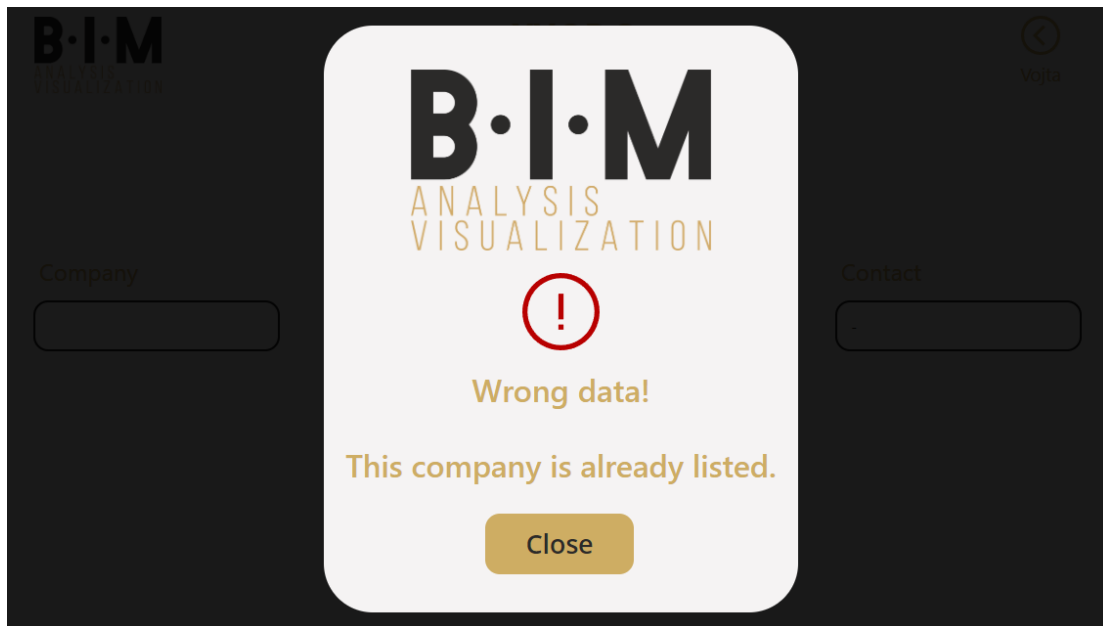 B·I·M
ANALYSIS
VISUALIZATION
Vojta
B·I·M
ANALYSIS
VISUALIZATION
Company
Contact
-
Wrong data!
This company is already listed.
Close